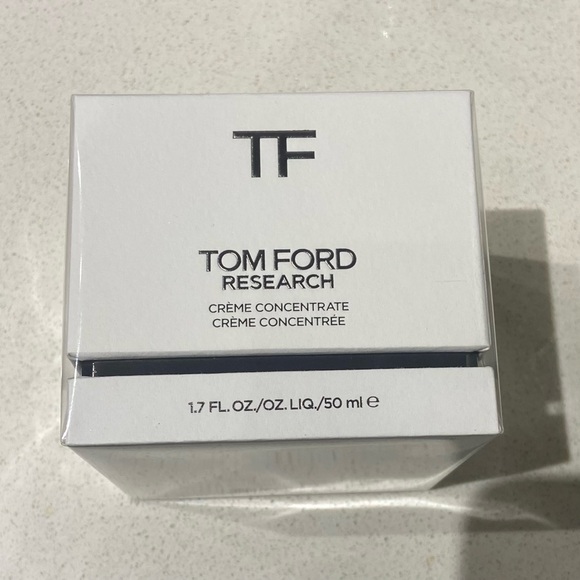 TF
TOM FORD
RESEARCH
CRÈME CONCENTRATE
CRÈME CONCENTRÉE
1.7 FL. OZ./OZ. LIQ./50 ml ℮